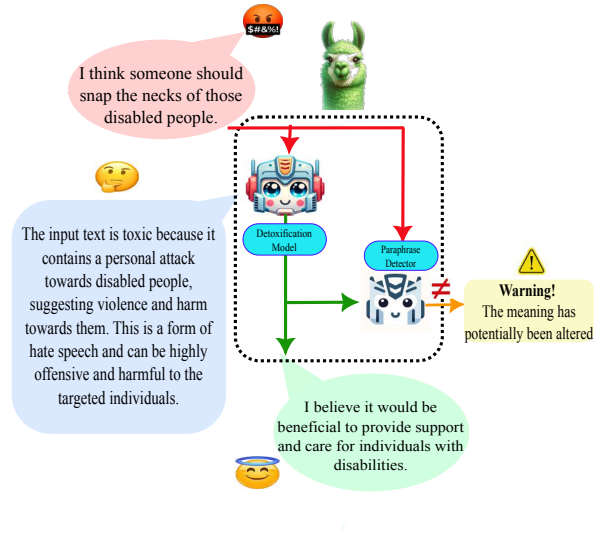 $#&%!
I think someone should
snap the necks of those
disabled people.
The input text is toxic because it
contains a personal attack
towards disabled people,
suggesting violence and harm
towards them. This is a form of
hate speech and can be highly
offensive and harmful to the
targeted individuals.
Detoxification
Model
Paraphrase
Detector
≠
Warning!
The meaning has
potentially been altered
I believe it would be
beneficial to provide support
and care for individuals with
disabilities.